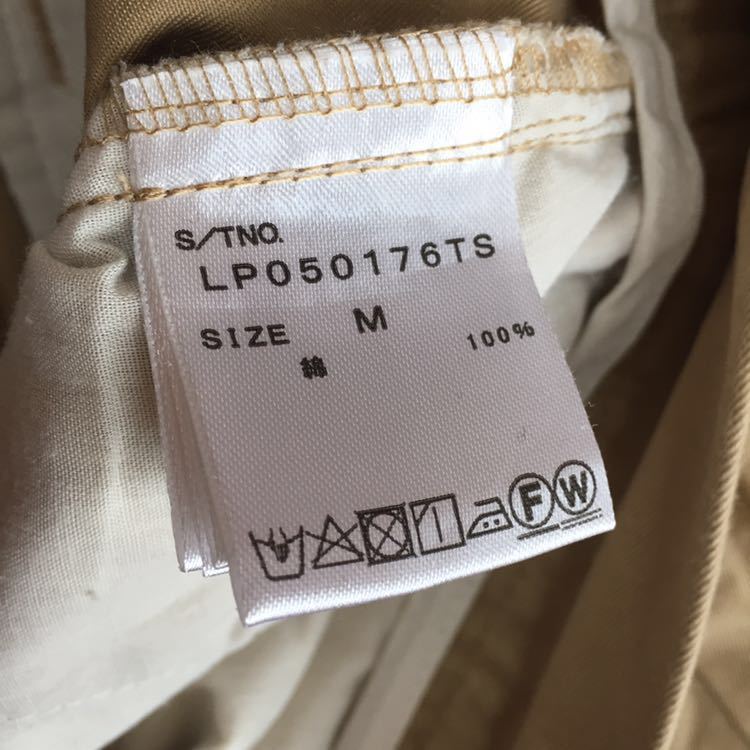 S/TNO.
LP050176TS
SIZE M
綿 100%
F W